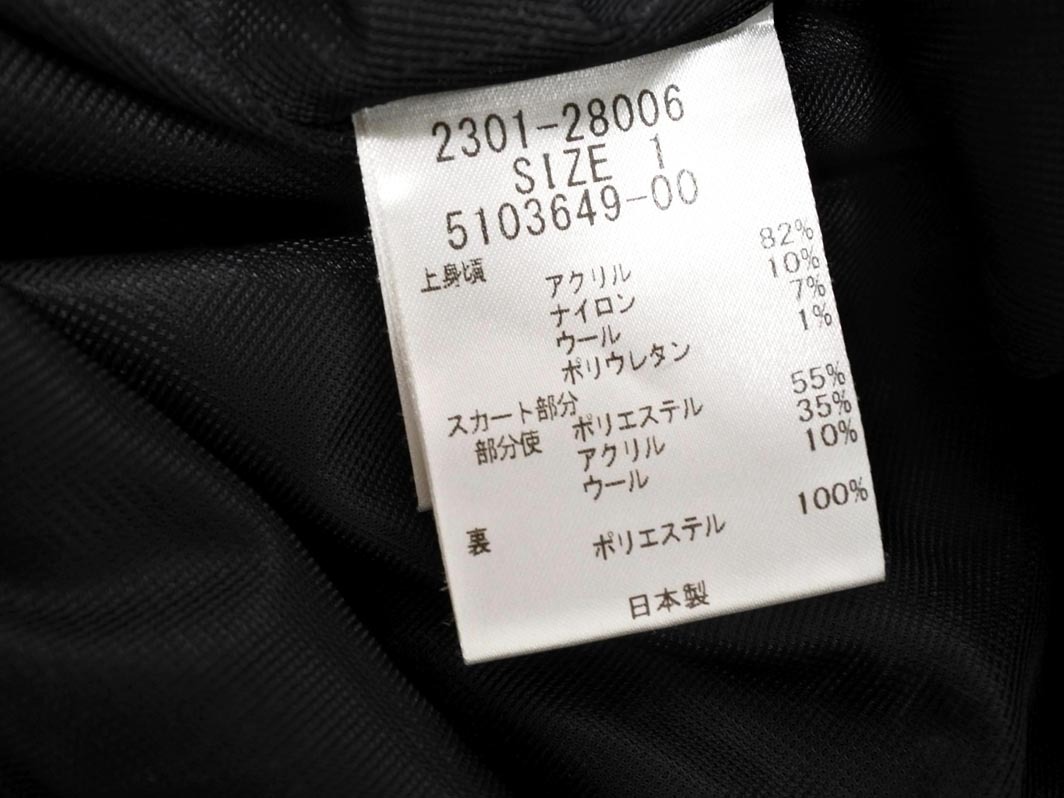 2301-28006
SIZE 1
5103649-00
上身頃 アクリル 82%
ナイロン 10%
ウール 7%
ポリウレタン 1%
スカート部分 ポリエステル 55%
部分使 アクリル 35%
ウール 10%
裏 ポリエステル 100%
日本製